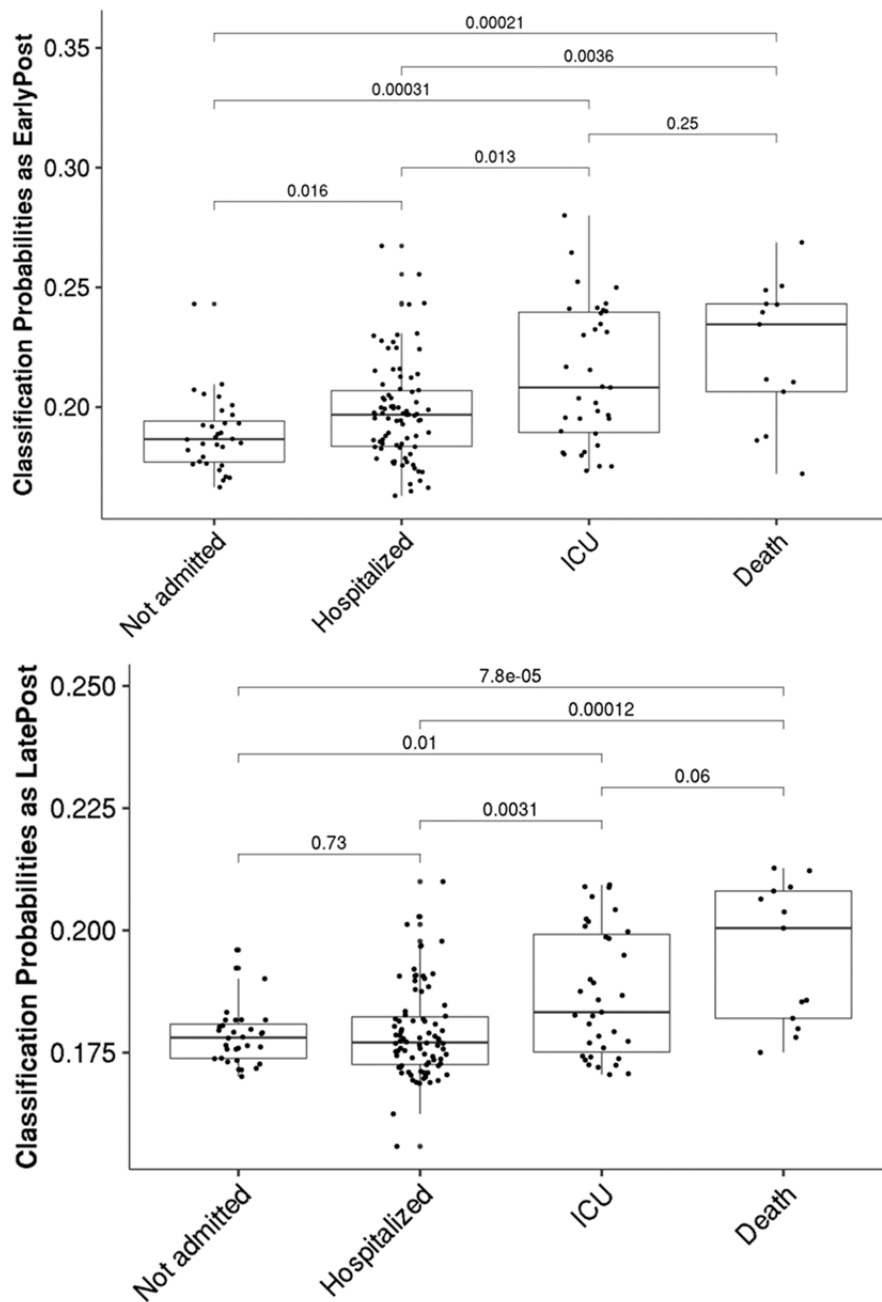 Classification Probabilities as EarlyPost
0.35
0.30
0.25
0.20
0.00021
0.0036
0.00031
0.25
0.013
0.016
Not admitted
Hospitalized
ICU
Death
Classification Probabilities as LatePost
0.250
0.225
0.200
0.175
7.8e-05
0.00012
0.01
0.06
0.0031
0.73
Not admitted
Hospitalized
ICU
Death